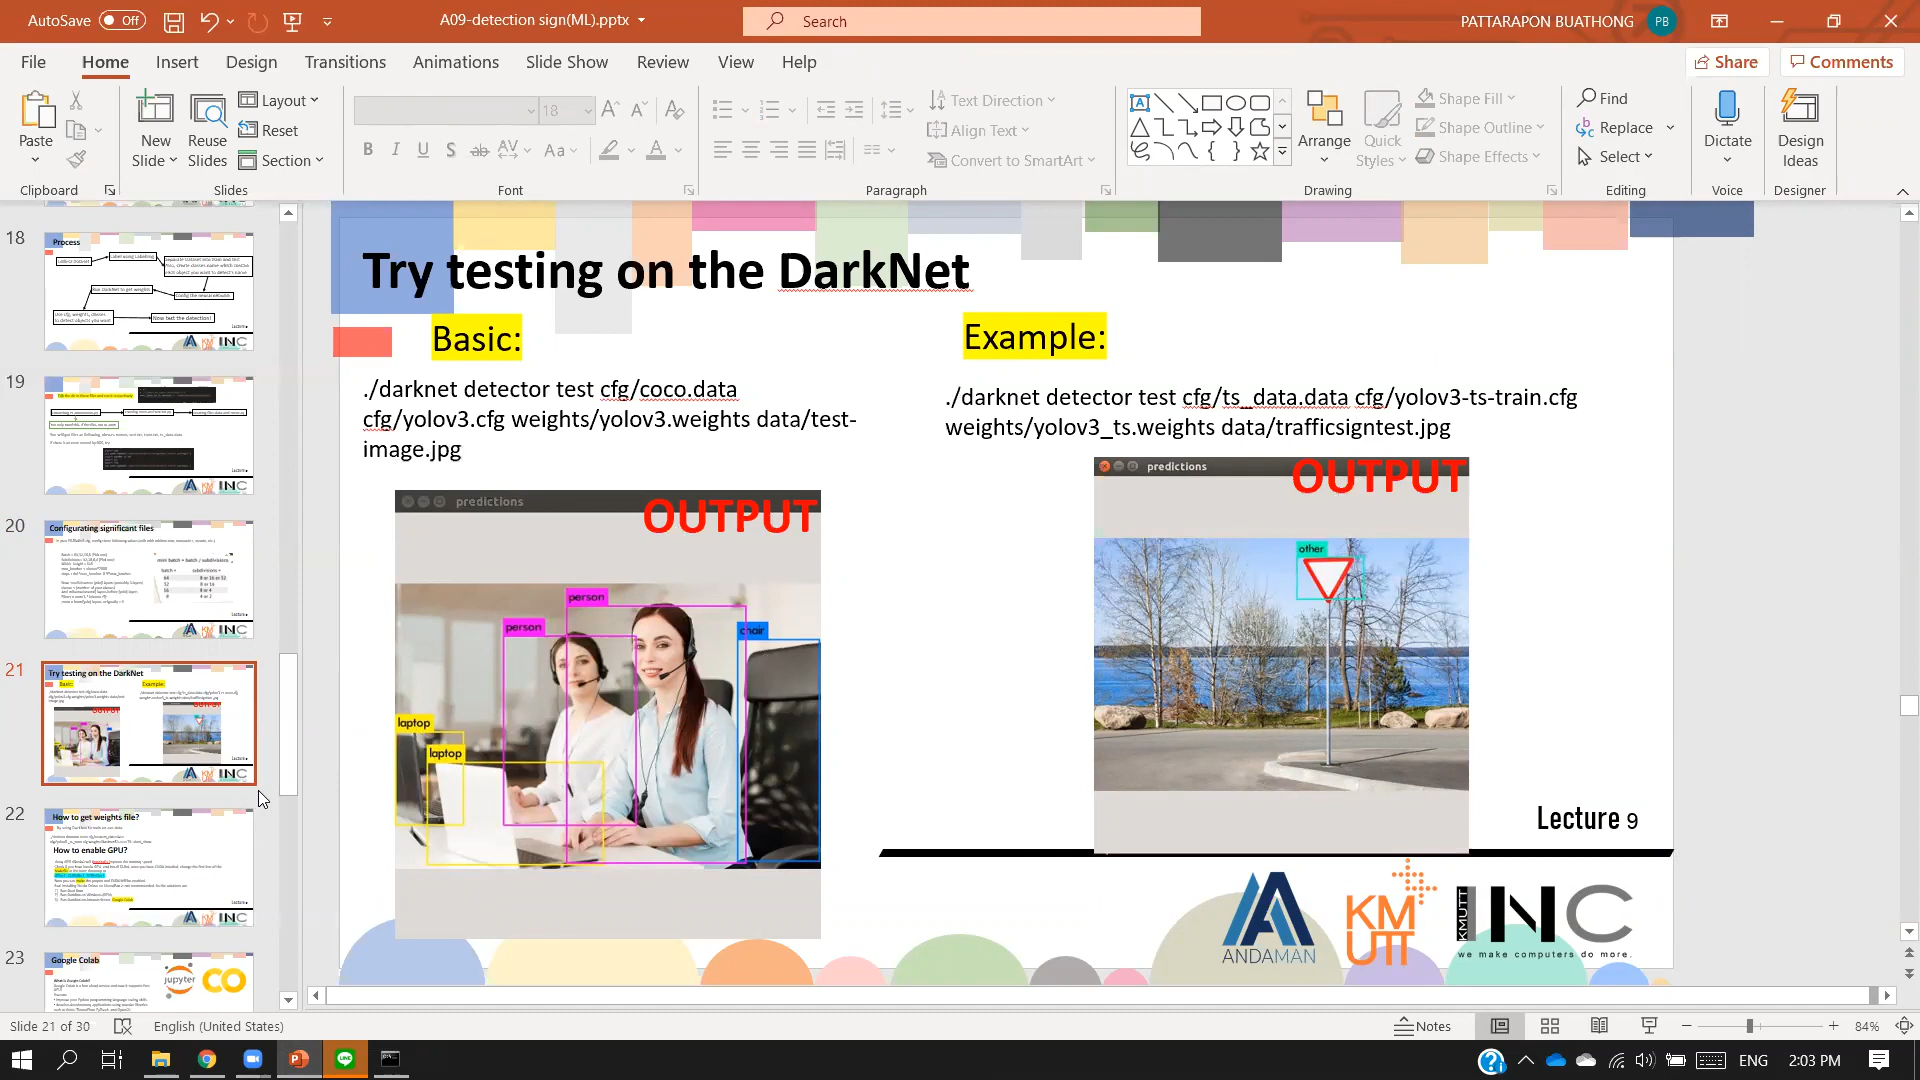 AutoSave Off
A09-detection sign(ML).pptx
Search
PATTARAPON BUATHONG PB
File Home Insert Design Transitions Animations Slide Show Review View Help
Share Comments
Paste
New Slide
Reuse Slides
Layout
Reset
Section
18
Text Direction
Align Text
Convert to SmartArt
Arrange
Quick Styles
Shape Fill
Shape Outline
Shape Effects
Find
Replace
Select
Dictate
Design Ideas
Clipboard Slides Font Paragraph Drawing Editing Voice Designer
18
Process
19
20
Configurating significant files
21
Try testing on the DarkNet
22
How to get weights file?
How to enable GPU?
23
Google Colab
jupyter
CO
Try testing on the DarkNet
Basic:
./darknet detector test cfg/coco.data
cfg/yolov3.cfg weights/yolov3.weights data/test-
image.jpg
predictions
OUTPUT
person
person
chair
laptop
laptop
Example:
./darknet detector test cfg/ts_data.data cfg/yolov3-ts-train.cfg
weights/yolov3_ts.weights data/trafficsigntest.jpg
predictions
OUTPUT
other
Lecture 9
ANDAMAN
KMUTT
KMUTT INC
we make computers do more.
Slide 21 of 30
English (United States)
Notes
84%
ENG
2:03 PM